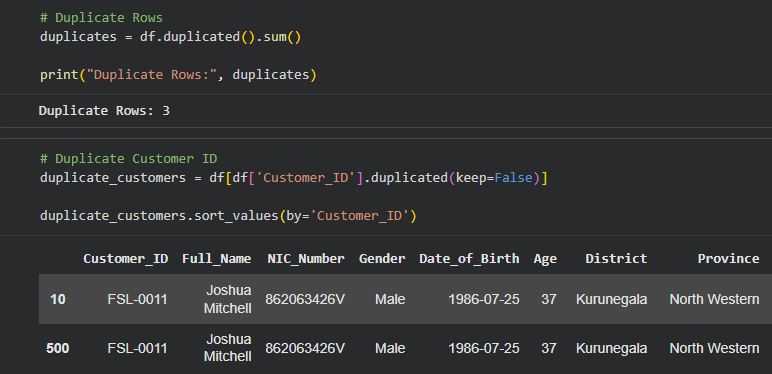 # Duplicate Rows
duplicates = df.duplicated().sum()
print("Duplicate Rows:", duplicates)
Duplicate Rows: 3
# Duplicate Customer ID
duplicate_customers = df[df['Customer_ID'].duplicated(keep=False)]
duplicate_customers.sort_values(by='Customer_ID')
Customer_ID Full_Name NIC_Number Gender Date_of_Birth Age District Province
10 FSL-0011 Joshua Mitchell 862063426V Male 1986-07-25 37 Kurunegala North Western
500 FSL-0011 Joshua Mitchell 862063426V Male 1986-07-25 37 Kurunegala North Western